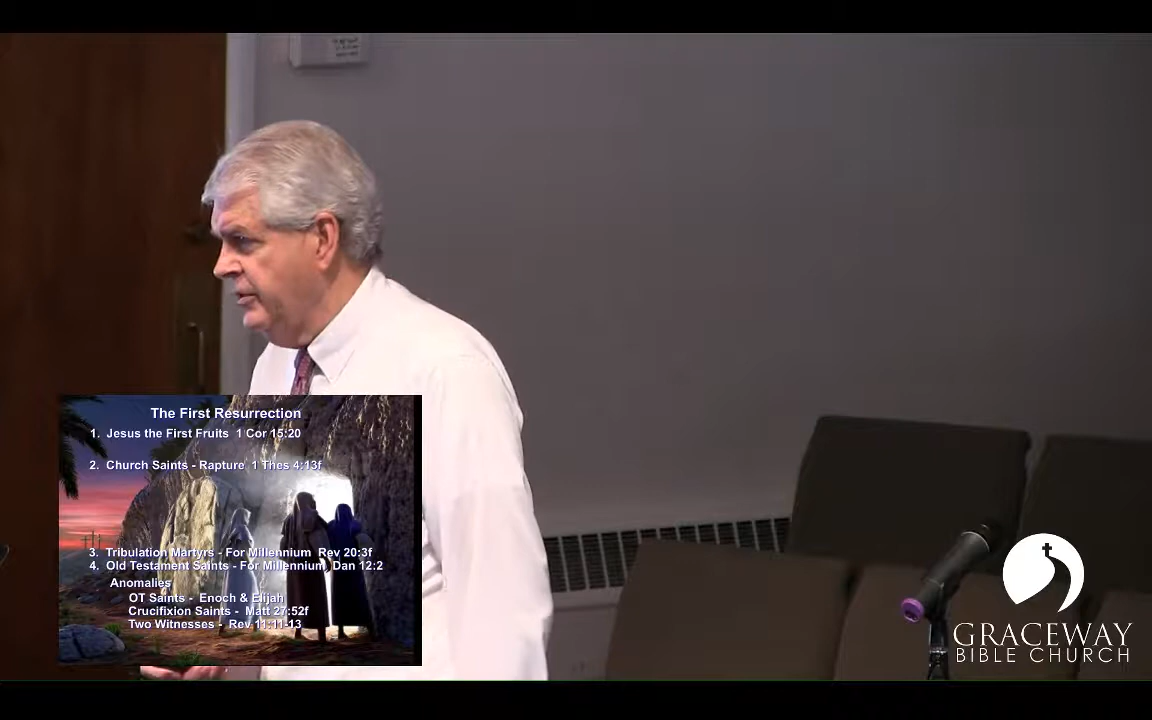 The First Resurrection
1. Jesus the First Fruits 1 Cor 15:20
2. Church Saints - Rapture 1 Thes 4:13f
3. Tribulation Martyrs - For Millennium Rev 20:3f
4. Old Testament Saints - For Millennium, Dan 12:2
Anomalies
OT Saints - Enoch & Elijah
Crucifixion Saints - Matt 27:52f
Two Witnesses - Rev 11:11-13
GRACEWAY
BIBLE CHURCH